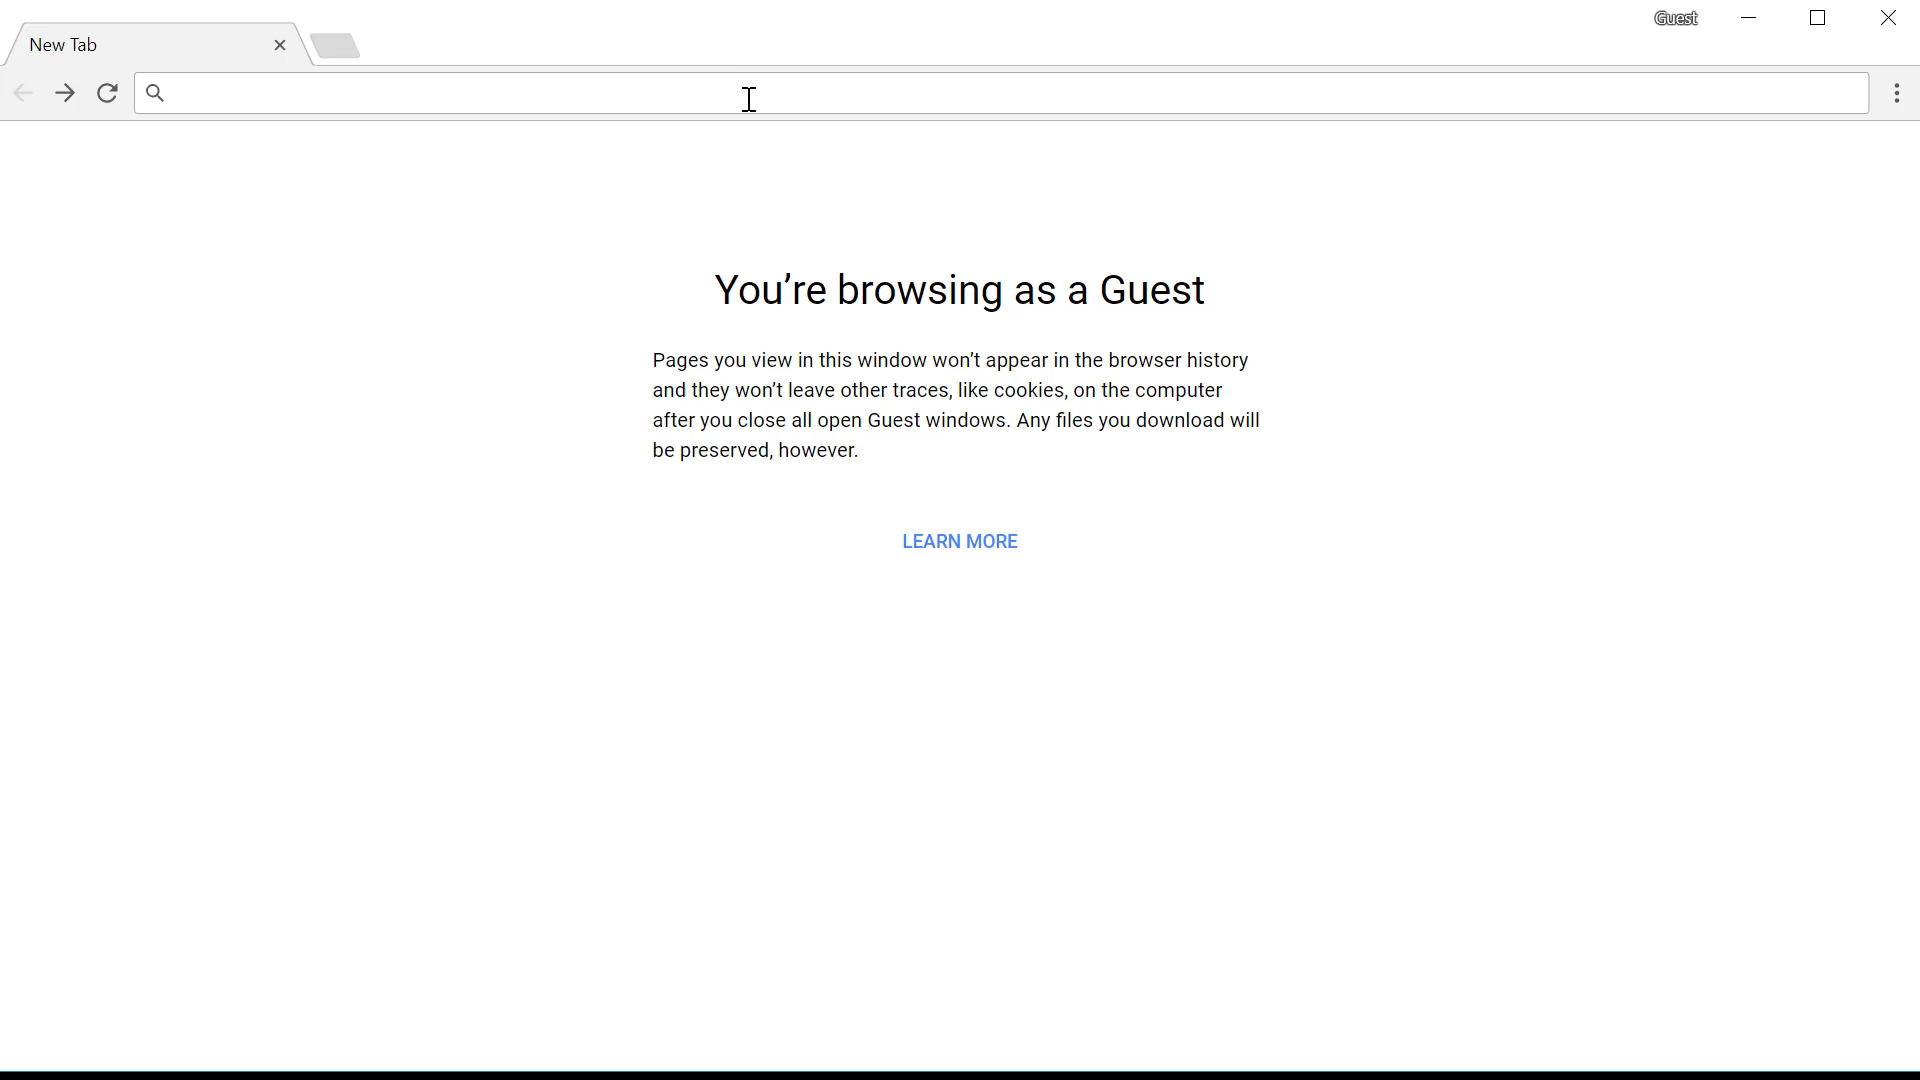 Guest
New Tab
You’re browsing as a Guest
Pages you view in this window won’t appear in the browser history
and they won’t leave other traces, like cookies, on the computer
after you close all open Guest windows. Any files you download will
be preserved, however.
LEARN MORE